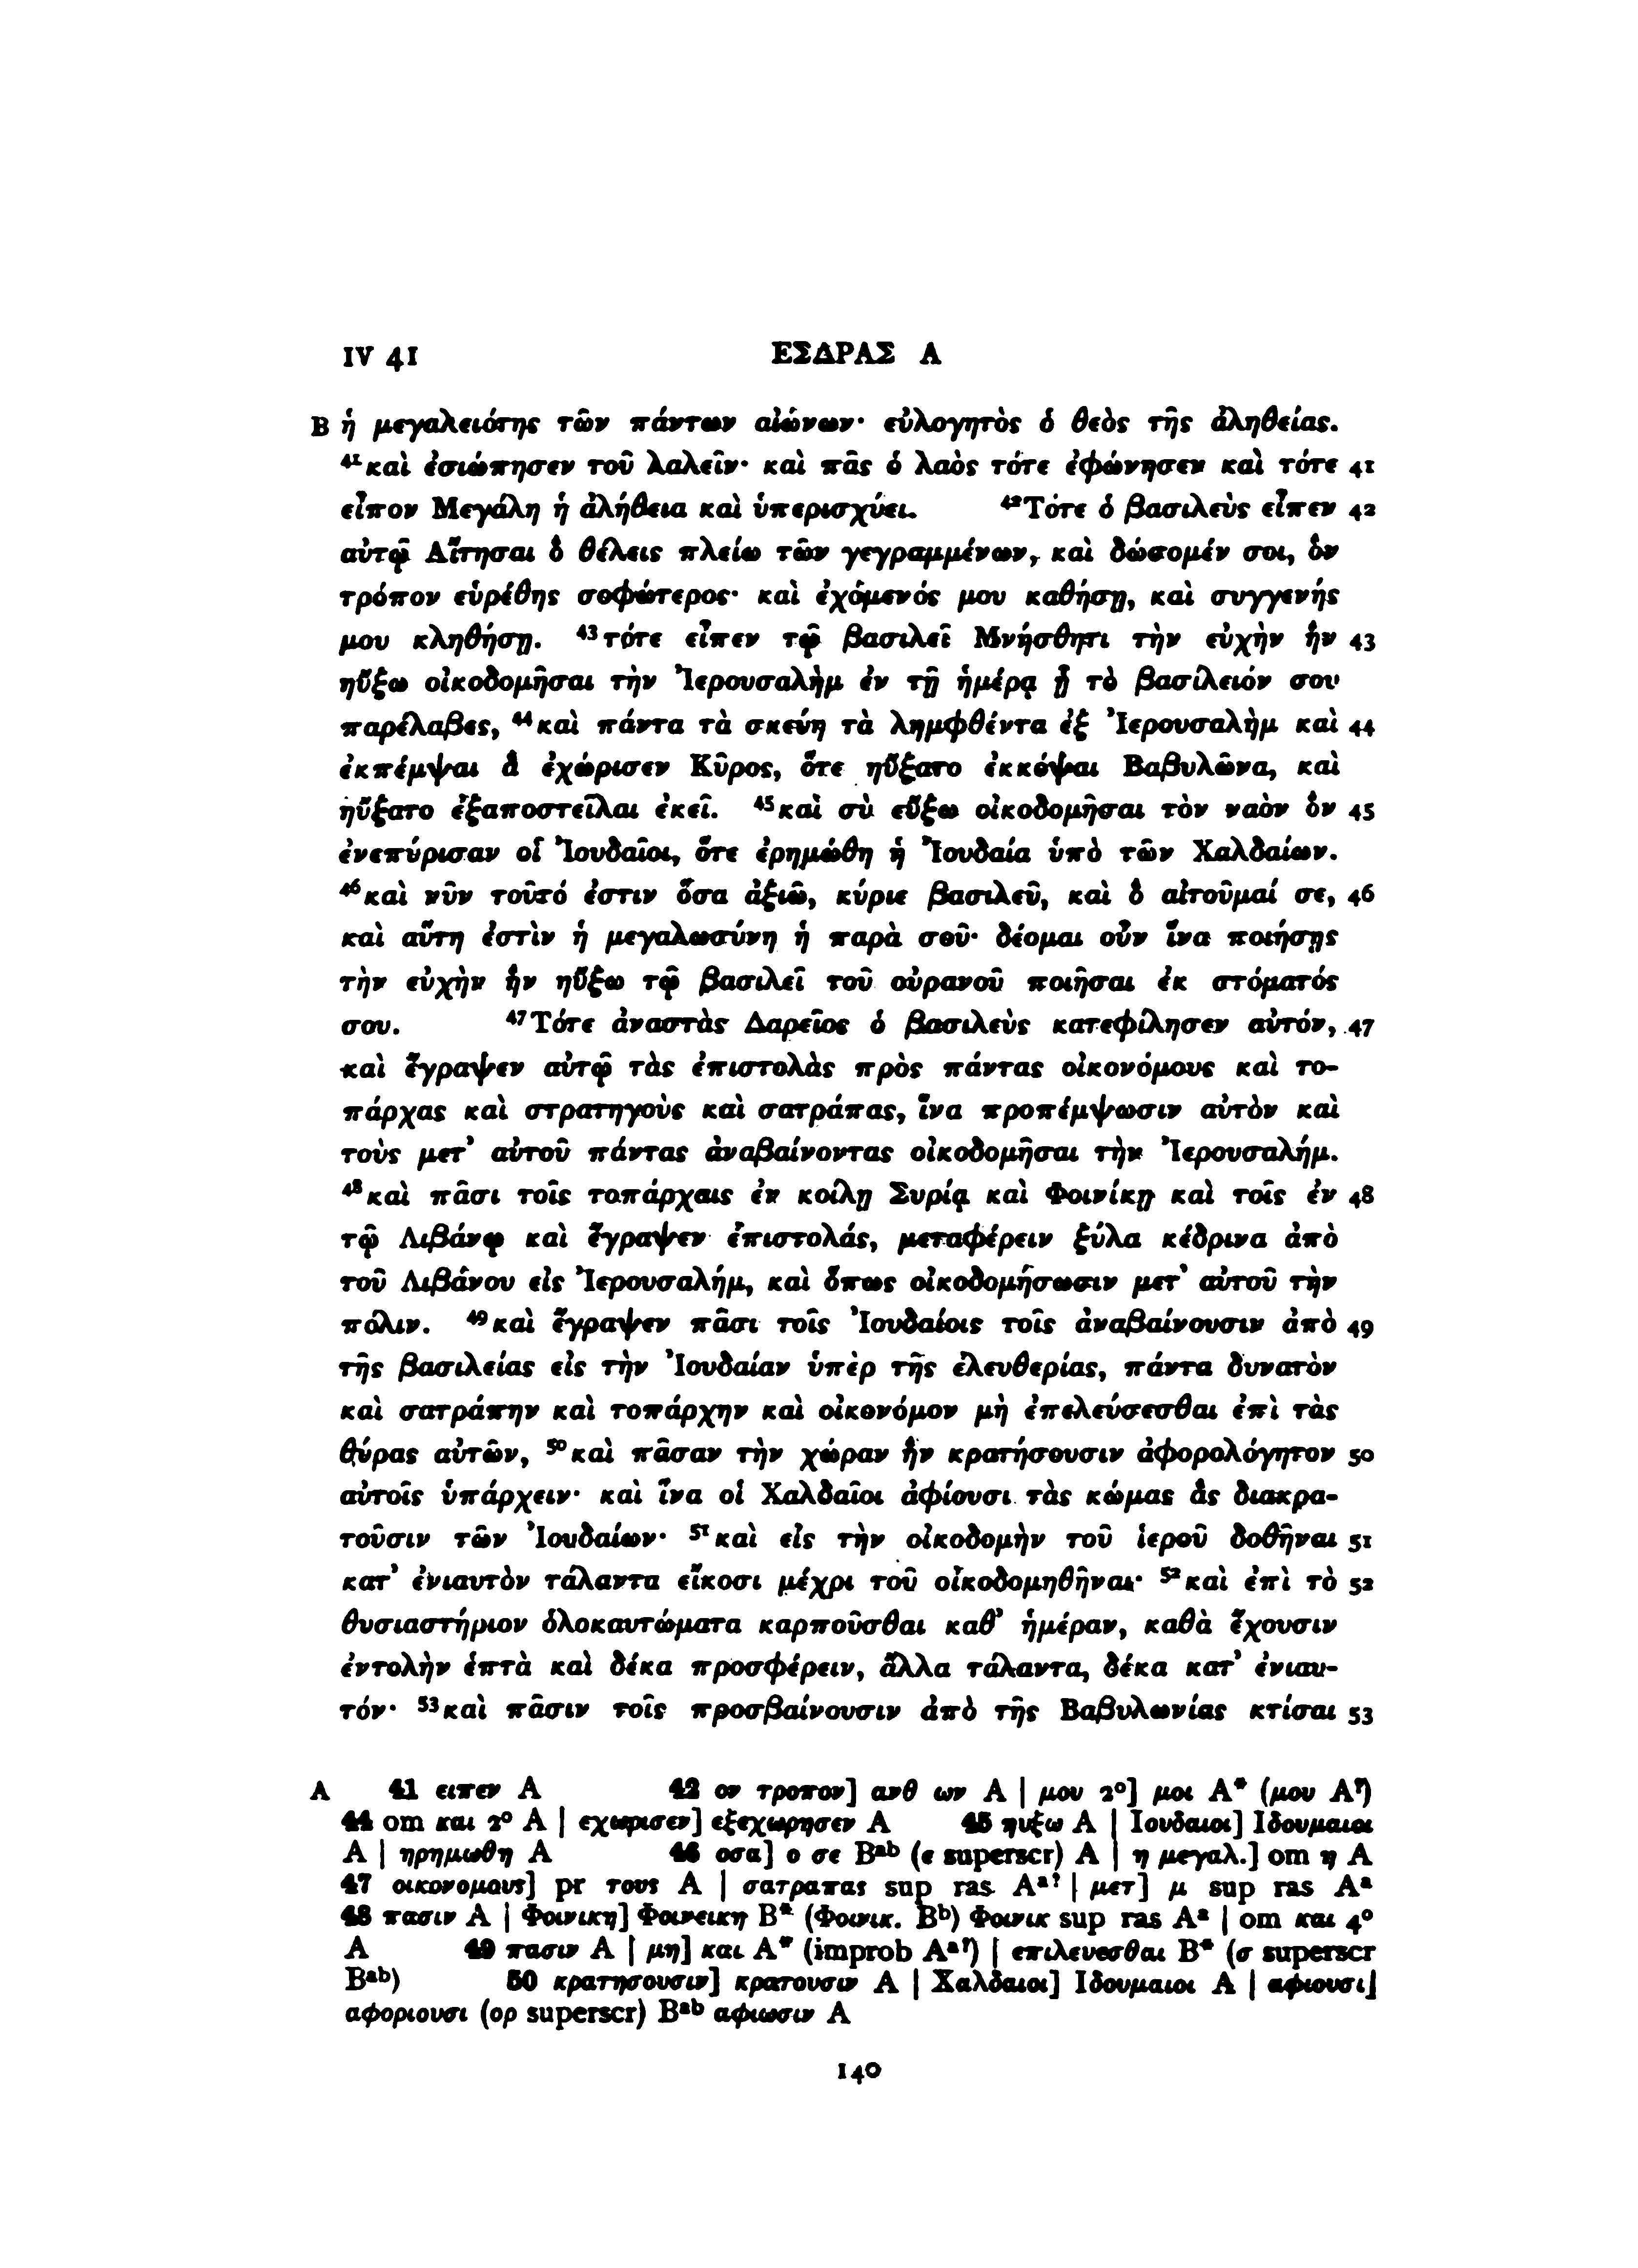 IV 41 ΕΣΔΡΑΣ Α
B ἡ μεγαλειότης τῶν πάντων αἰώνων· εὐλογητὸς ὁ θεὸς τῆς ἀληθείας.
⁴¹καὶ ἐσιώπησεν τοῦ λαλεῖν· καὶ πᾶς ὁ λαὸς τότε ἐφώνησεν καὶ τότε 41
εἶπον Μεγάλη ἡ ἀλήθεια καὶ ὑπερισχύει. ⁴²Τότε ὁ βασιλεὺς εἶπεν 42
αὐτῷ Αἴτησαι ὃ θέλεις πλείω τῶν γεγραμμένων, καὶ δώσομέν σοι, ὃν
τρόπον εὑρέθης σοφώτερος· καὶ ἐχόμενός μου καθήσῃ, καὶ συγγενής
μου κληθήσῃ. ⁴³τότε εἶπεν τῷ βασιλεῖ Μνήσθητι τὴν εὐχὴν ἣν 43
ηὔξω οἰκοδομῆσαι τὴν Ἰερουσαλὴμ ἐν τῇ ἡμέρᾳ ᾗ τὸ βασίλειόν σου
παρέλαβες, ⁴⁴καὶ πάντα τὰ σκεύη τὰ λημφθέντα ἐξ Ἰερουσαλὴμ καὶ 44
ἐκπέμψαι ἃ ἐχώρισεν Κῦρος, ὅτε ηὔξατο ἐκκόψαι Βαβυλῶνα, καὶ
ηὔξατο ἐξαποστεῖλαι ἐκεῖ. ⁴⁵καὶ σὺ εὔξω οἰκοδομῆσαι τὸν ναὸν ὃν 45
ἐνεπύρισαν οἱ Ἰουδαῖοι, ὅτε ἐρημώθη ἡ Ἰουδαία ὑπὸ τῶν Χαλδαίων.
⁴⁶καὶ νῦν τοῦτό ἐστιν ὅσα ἀξιῶ, κύριε βασιλεῦ, καὶ ὃ αἰτοῦμαί σε, 46
καὶ αὕτη ἐστὶν ἡ μεγαλωσύνη ἡ παρὰ σοῦ· δέομαι οὖν ἵνα ποιήσῃς
τὴν εὐχὴν ἣν ηὔξω τῷ βασιλεῖ τοῦ οὐρανοῦ ποιῆσαι ἐκ στόματός
σου. ⁴⁷Τότε ἀναστὰς Δαρεῖος ὁ βασιλεὺς κατεφίλησεν αὐτόν, 47
καὶ ἔγραψεν αὐτῷ τὰς ἐπιστολὰς πρὸς πάντας οἰκονόμους καὶ το-
πάρχας καὶ στρατηγοὺς καὶ σατράπας, ἵνα προπέμψωσιν αὐτὸν καὶ
τοὺς μετ᾽ αὐτοῦ πάντας ἀναβαίνοντας οἰκοδομῆσαι τὴν Ἰερουσαλήμ.
⁴⁸καὶ πᾶσι τοῖς τοπάρχαις ἐν κοίλῃ Συρίᾳ καὶ Φοινίκῃ καὶ τοῖς ἐν 48
τῷ Λιβάνῳ καὶ ἔγραψεν ἐπιστολάς, μεταφέρειν ξύλα κέδρινα ἀπὸ
τοῦ Λιβάνου εἰς Ἰερουσαλήμ, καὶ ὅπως οἰκοδομήσωσιν μετ᾽ αὐτοῦ τὴν
πόλιν. ⁴⁹καὶ ἔγραψεν πᾶσι τοῖς Ἰουδαίοις τοῖς ἀναβαίνουσιν ἀπὸ 49
τῆς βασιλείας εἰς τὴν Ἰουδαίαν ὑπὲρ τῆς ἐλευθερίας, πάντα δυνατὸν
καὶ σατράπην καὶ τοπάρχην καὶ οἰκονόμον μὴ ἐπελεύσεσθαι ἐπὶ τὰς
θύρας αὐτῶν, ⁵⁰καὶ πᾶσαν τὴν χώραν ἣν κρατήσουσιν ἀφορολόγητον 50
αὐτοῖς ὑπάρχειν· καὶ ἵνα οἱ Χαλδαῖοι ἀφίουσι τὰς κώμας ἃς διακρα-
τοῦσιν τῶν Ἰουδαίων· ⁵¹καὶ εἰς τὴν οἰκοδομὴν τοῦ ἱεροῦ δοθῆναι 51
κατ᾽ ἐνιαυτὸν τάλαντα εἴκοσι μέχρι τοῦ οἰκοδομηθῆναι· ⁵²καὶ ἐπὶ τὸ 52
θυσιαστήριον ὁλοκαυτώματα καρποῦσθαι καθ᾽ ἡμέραν, καθὰ ἔχουσιν
ἐντολὴν ἑπτὰ καὶ δέκα προσφέρειν, ἄλλα τάλαντα, δέκα κατ᾽ ἐνιαυ-
τόν· ⁵³καὶ πᾶσιν τοῖς προσβαίνουσιν ἀπὸ τῆς Βαβυλωνίας κτίσαι 53
A 41 ειπεν A 42 ον τροπον] ανθ ων A | μου 2°] μοι A* (μου A?)
44 om και 2° A | εχωρισεν] εξεχωρησεν A 45 ηυξω A | Ιουδαιοι] Ιδουμαιοι
A | ηρημωθη A 46 οσα] ο σε Bᵃᵇ (ε superscr) A | η μεγαλ.] om η A
47 οικονομους] pr τους A | σατραπας sup ras Aᵃ? | μετ] μ sup ras Aᵃ
48 πασιν A | Φοινικη] Φοινεικη B* (Φοινικ. Bᵇ) Φοινικ sup ras Aᵃ | om και 4°
A 49 πασιν A | μη] και A* (improb Aᵃ?) | επιλευεσθαι B* (σ superscr
Bᵃᵇ) 50 κρατησουσιν] κρατουσιν A | Χαλδαιοι] Ιδουμαιοι A | αφιουσι]
αφοριουσι (ορ superscr) Bᵃᵇ αφιωσιν A
140